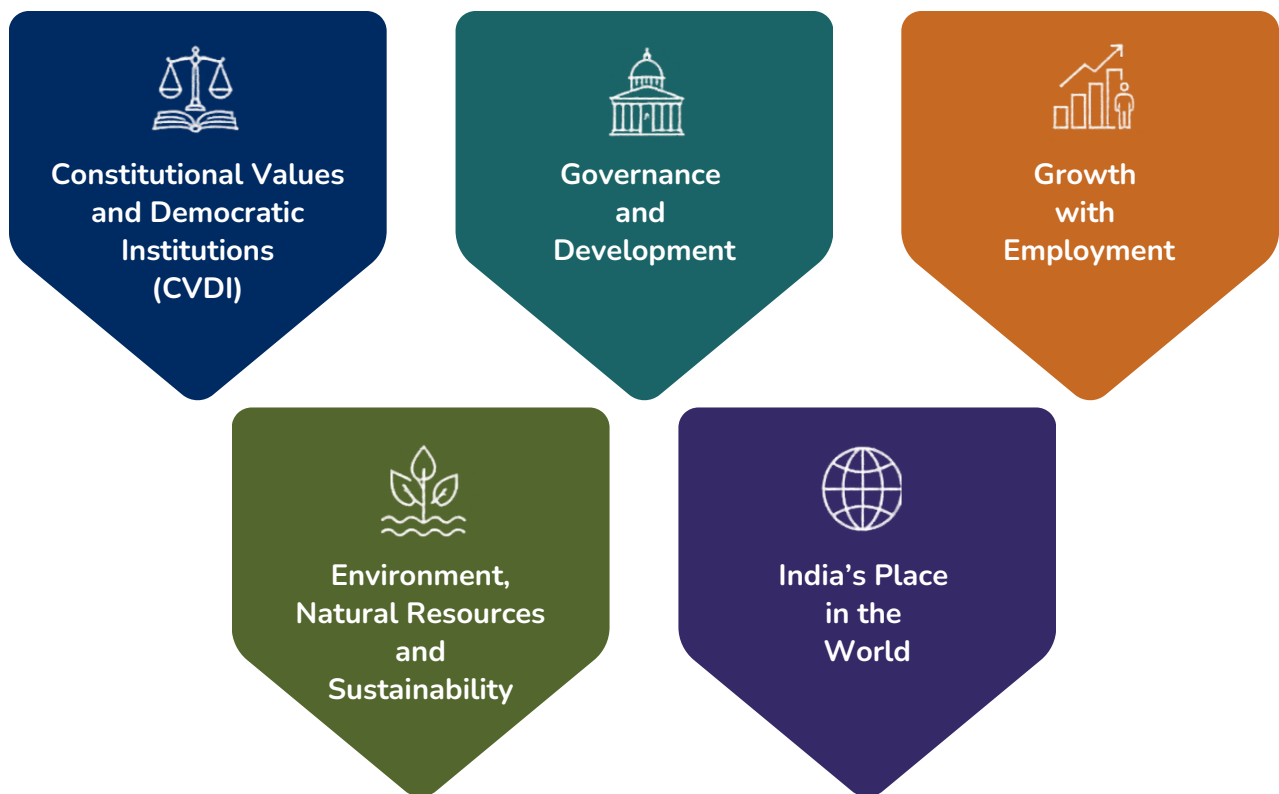 Constitutional Values
and Democratic
Institutions
(CVDI)
Governance
and
Development
Growth
with
Employment
Environment,
Natural Resources
and
Sustainability
India’s Place
in the
World